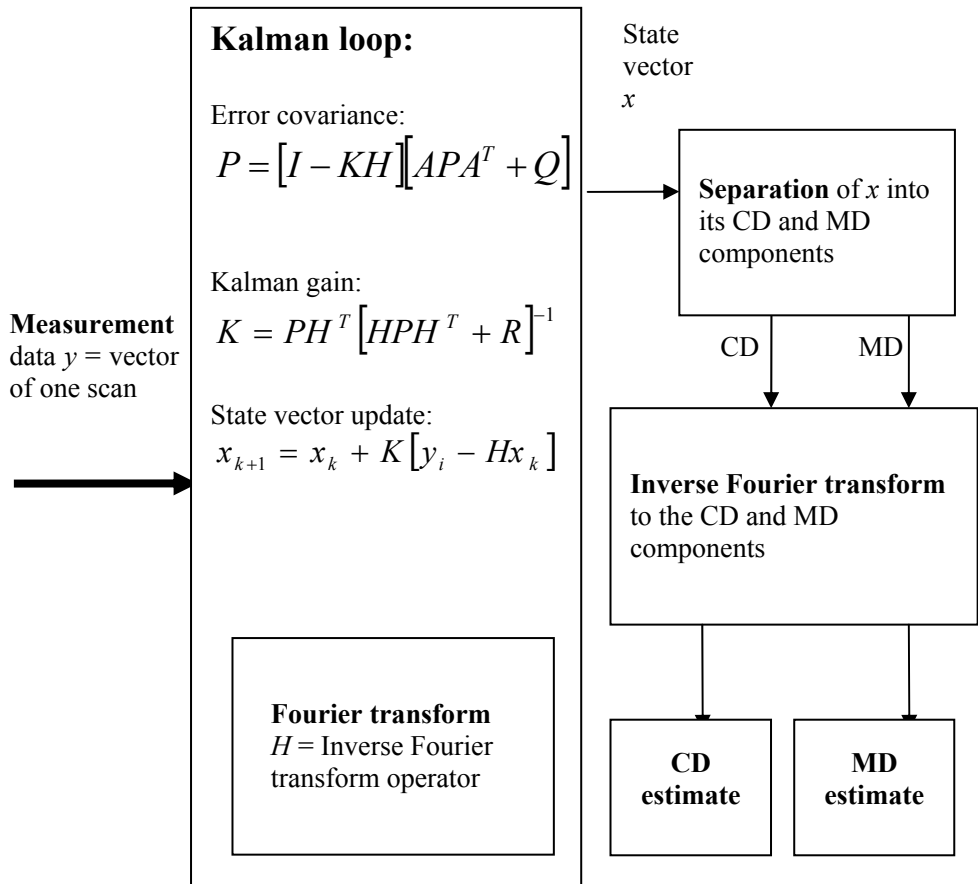 Measurement
data y = vector
of one scan
Kalman loop:
Error covariance:
P = [I − KH][APA^T + Q]
Kalman gain:
K = PH^T [HPH^T + R]^−1
State vector update:
x_{k+1} = x_k + K[y_i − Hx_k]
Fourier transform
H = Inverse Fourier
transform operator
State
vector
x
Separation of x into
its CD and MD
components
CD
MD
Inverse Fourier transform
to the CD and MD
components
CD
estimate
MD
estimate